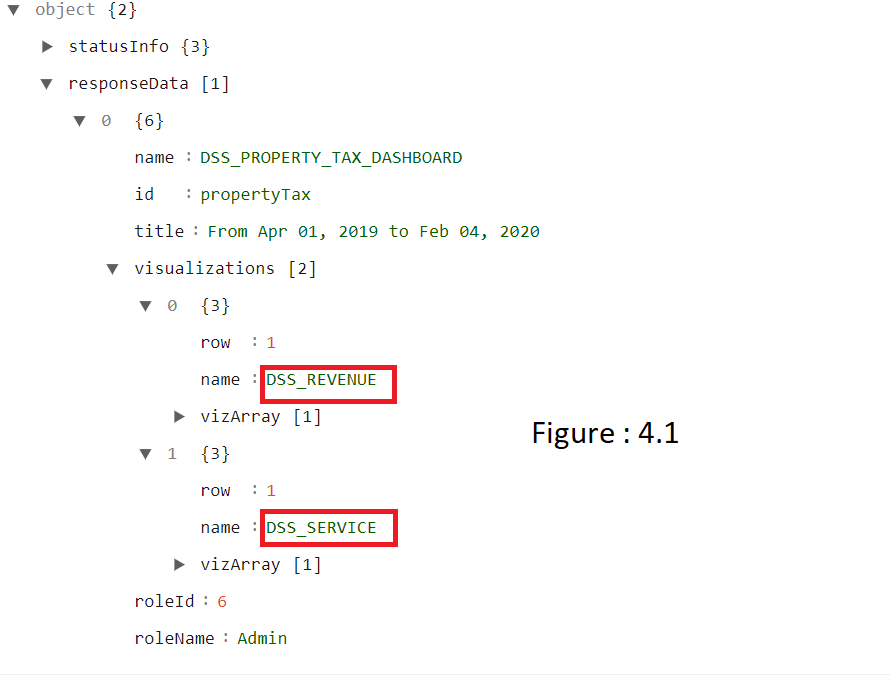 object {2}
statusInfo {3}
responseData [1]
0 {6}
name : DSS_PROPERTY_TAX_DASHBOARD
id : propertyTax
title : From Apr 01, 2019 to Feb 04, 2020
visualizations [2]
0 {3}
row : 1
name : DSS_REVENUE
vizArray [1]
Figure : 4.1
1 {3}
row : 1
name : DSS_SERVICE
vizArray [1]
roleId : 6
roleName : Admin